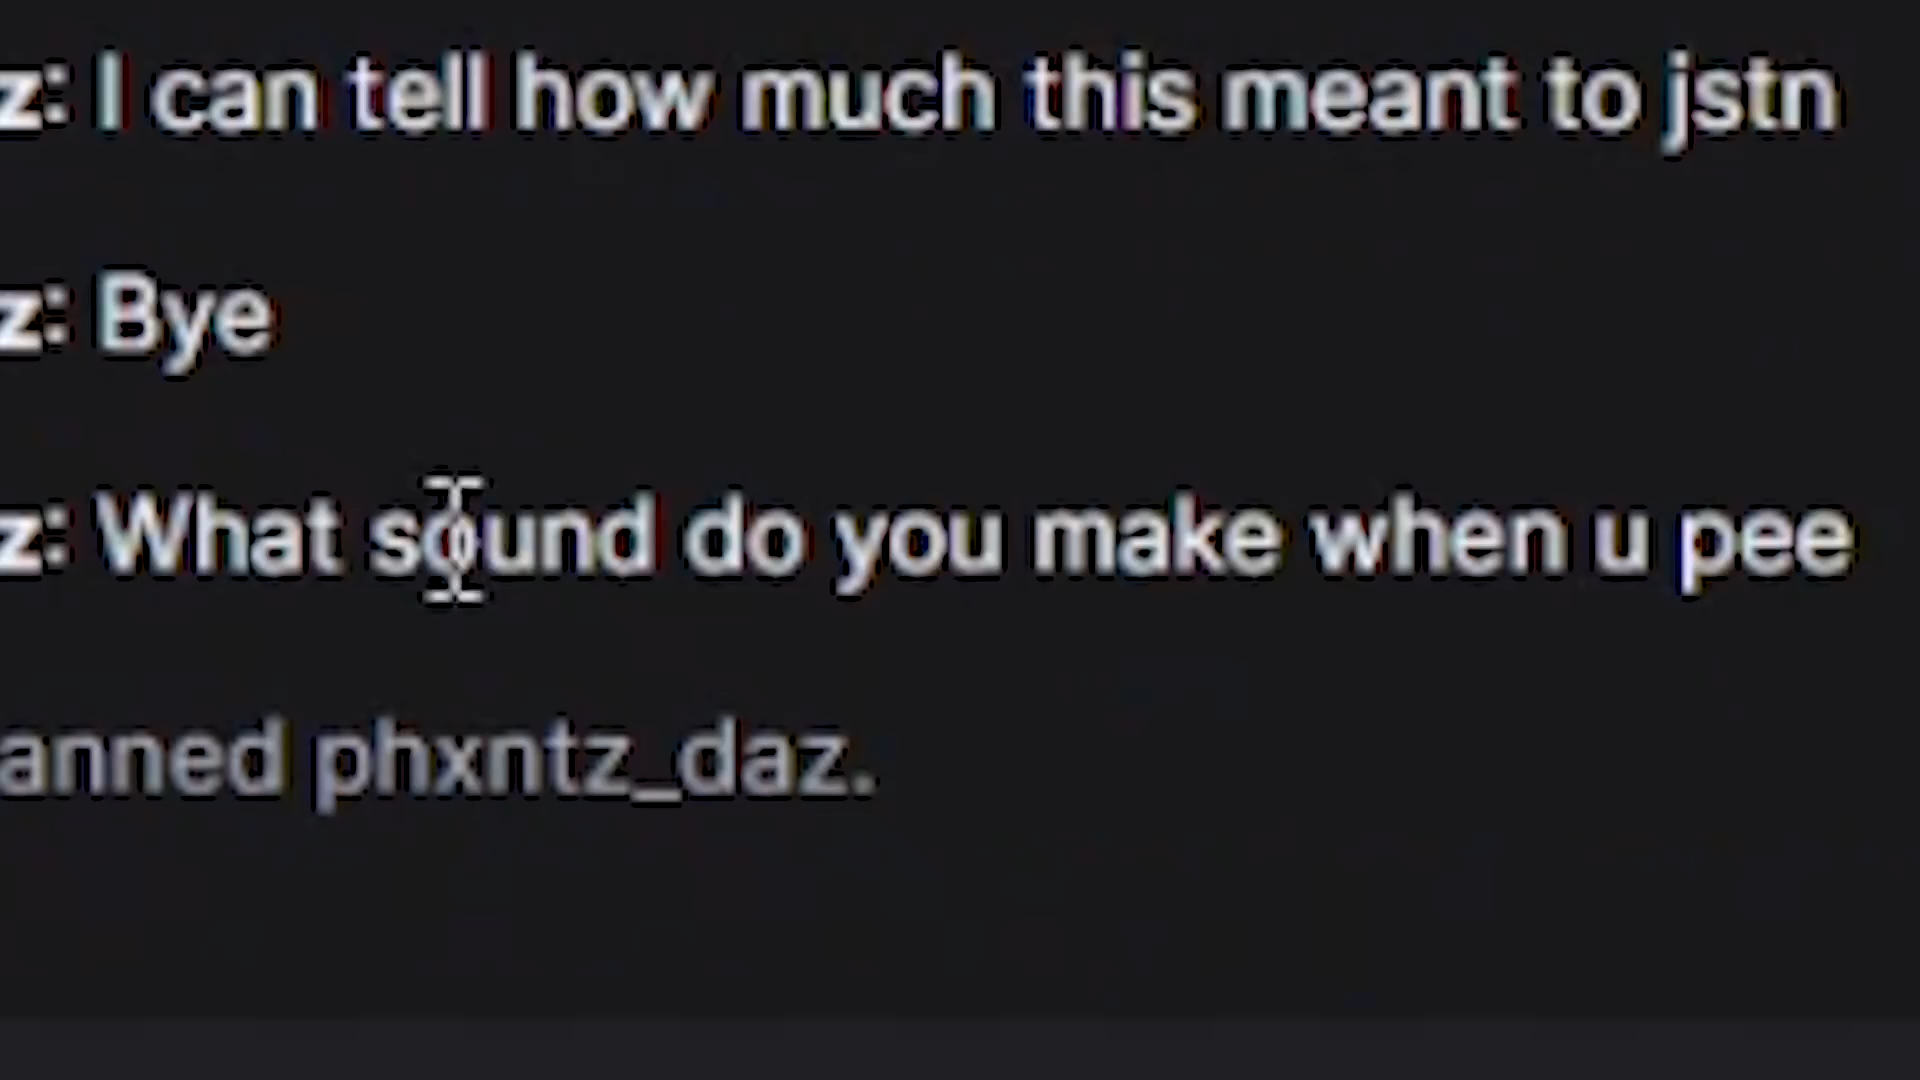 z: I can tell how much this meant to jstn
z: Bye
z: What sound do you make when u pee
anned phxntz_daz.